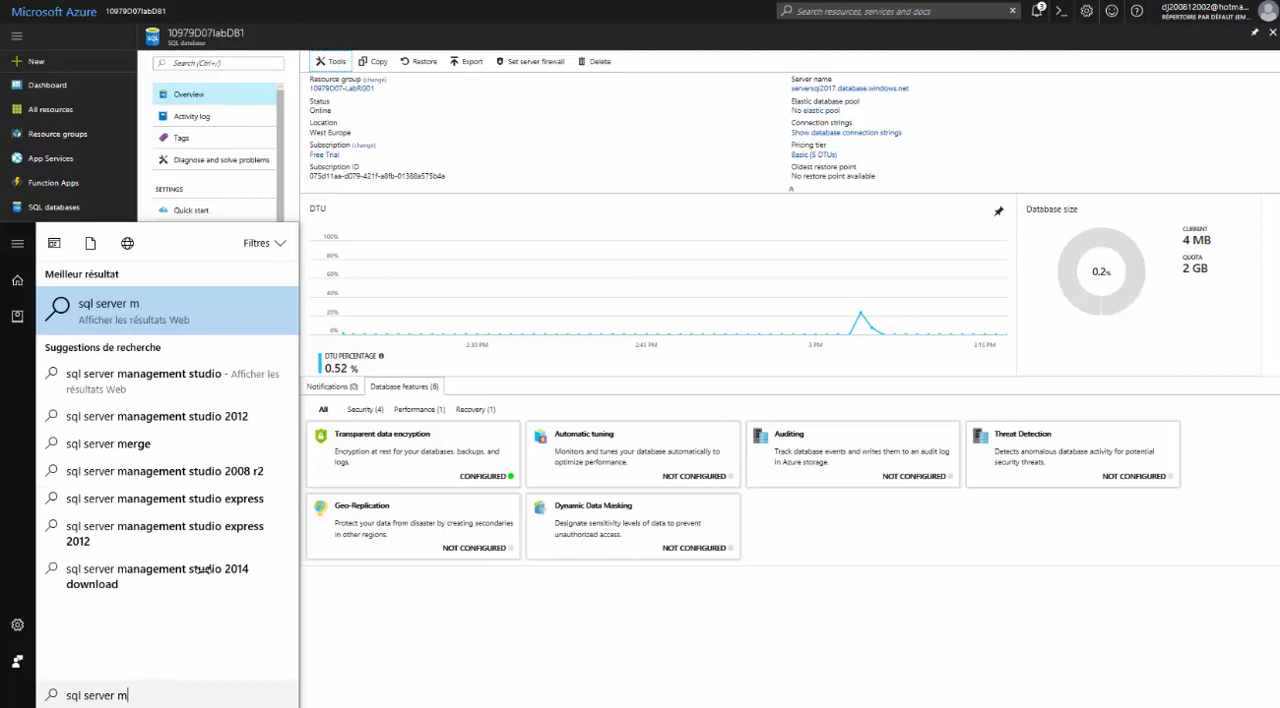 Microsoft Azure
10979D07labDB1
Search resources, services and docs
3
dj200812002@hotma...
RÉPERTOIRE PAR DÉFAUT (EM...
10979D07labDB1
SQL database
New
Dashboard
All resources
Resource groups
App Services
Function Apps
SQL databases
Search (Ctrl+/)
Overview
Activity log
Tags
Diagnose and solve problems
SETTINGS
Quick start
Tools
Copy
Restore
Export
Set server firewall
Delete
Resource group (change)
10979D07-LabRG01
Status
Online
Location
West Europe
Subscription (change)
Free Trial
Subscription ID
075d11aa-d079-421f-a8fb-01388a575b4a
Server name
serversql2017.database.windows.net
Elastic database pool
No elastic pool
Connection strings
Show database connection strings
Pricing tier
Basic (5 DTUs)
Oldest restore point
No restore point available
DTU
100%
80%
60%
40%
20%
0%
2:30 PM
2:45 PM
3 PM
3:15 PM
DTU PERCENTAGE
0.52 %
Database size
0.2%
CURRENT
4 MB
QUOTA
2 GB
Notifications (0)
Database features (6)
All
Security (4)
Performance (1)
Recovery (1)
Transparent data encryption
Encryption at rest for your databases, backups, and
logs.
CONFIGURED
Automatic tuning
Monitors and tunes your database automatically to
optimize performance.
NOT CONFIGURED
Auditing
Track database events and writes them to an audit log
in Azure storage.
NOT CONFIGURED
Threat Detection
Detects anomalous database activity for potential
security threats.
NOT CONFIGURED
Geo-Replication
Protect your data from disaster by creating secondaries
in other regions.
NOT CONFIGURED
Dynamic Data Masking
Designate sensitivity levels of data to prevent
unauthorized access.
NOT CONFIGURED
Filtres
Meilleur résultat
sql server m
Afficher les résultats Web
Suggestions de recherche
sql server management studio - Afficher les
résultats Web
sql server management studio 2012
sql server merge
sql server management studio 2008 r2
sql server management studio express
sql server management studio express
2012
sql server management studio 2014
download
sql server m